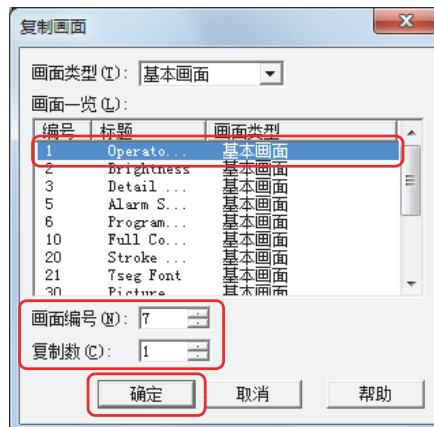 复制画面
画面类型(T): 基本画面
画面一览(L):
编号 标题 画面类型
1 Operato... 基本画面
2 Brightness 基本画面
3 Detail ... 基本画面
5 Alarm S... 基本画面
6 Program... 基本画面
10 Full Co... 基本画面
20 Stroke ... 基本画面
21 7seg Font 基本画面
30 Picture 基本画面
画面编号(N): 7
复制数(C): 1
确定 取消 帮助